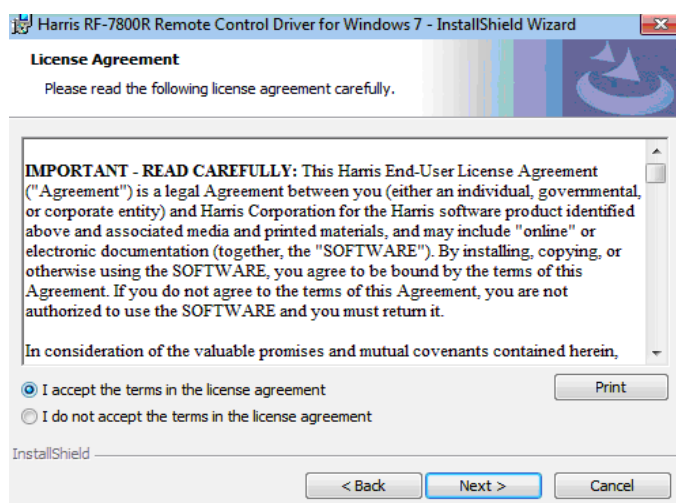 Harris RF-7800R Remote Control Driver for Windows 7 - InstallShield Wizard
License Agreement
Please read the following license agreement carefully.
IMPORTANT - READ CAREFULLY: This Harris End-User License Agreement
("Agreement") is a legal Agreement between you (either an individual, governmental,
or corporate entity) and Harris Corporation for the Harris software product identified
above and associated media and printed materials, and may include "online" or
electronic documentation (together, the "SOFTWARE"). By installing, copying, or
otherwise using the SOFTWARE, you agree to be bound by the terms of this
Agreement. If you do not agree to the terms of this Agreement, you are not
authorized to use the SOFTWARE and you must return it.
In consideration of the valuable promises and mutual covenants contained herein,
I accept the terms in the license agreement
Print
I do not accept the terms in the license agreement
InstallShield
< Back
Next >
Cancel